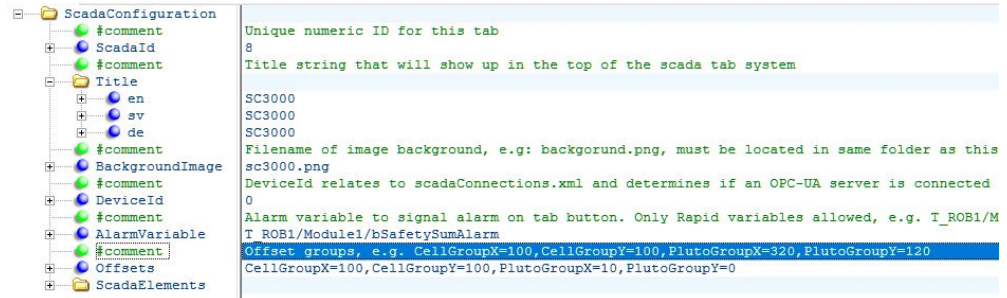 ScadaConfiguration
#comment Unique numeric ID for this tab
ScadaId 8
#comment Title string that will show up in the top of the scada tab system
Title
en SC3000
sv SC3000
de SC3000
#comment Filename of image background, e.g: backgorund.png, must be located in same folder as this
BackgroundImage sc3000.png
#comment DeviceId relates to scadaConnections.xml and determines if an OPC-UA server is connected
DeviceId 0
#comment Alarm variable to signal alarm on tab button. Only Rapid variables allowed, e.g. T_ROB1/M
AlarmVariable T_ROB1/Module1/bSafetySumAlarm
#comment Offset groups, e.g. CellGroupX=100,CellGroupY=100,PlutoGroupX=320,PlutoGroupY=120
Offsets CellGroupX=100,CellGroupY=100,PlutoGroupX=10,PlutoGroupY=0
ScadaElements